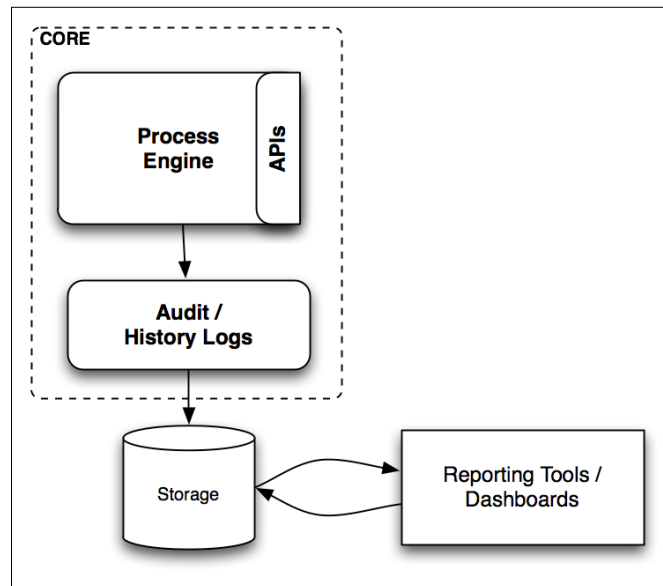 CORE
Process
Engine
APIs
Audit /
History Logs
Storage
Reporting Tools /
Dashboards